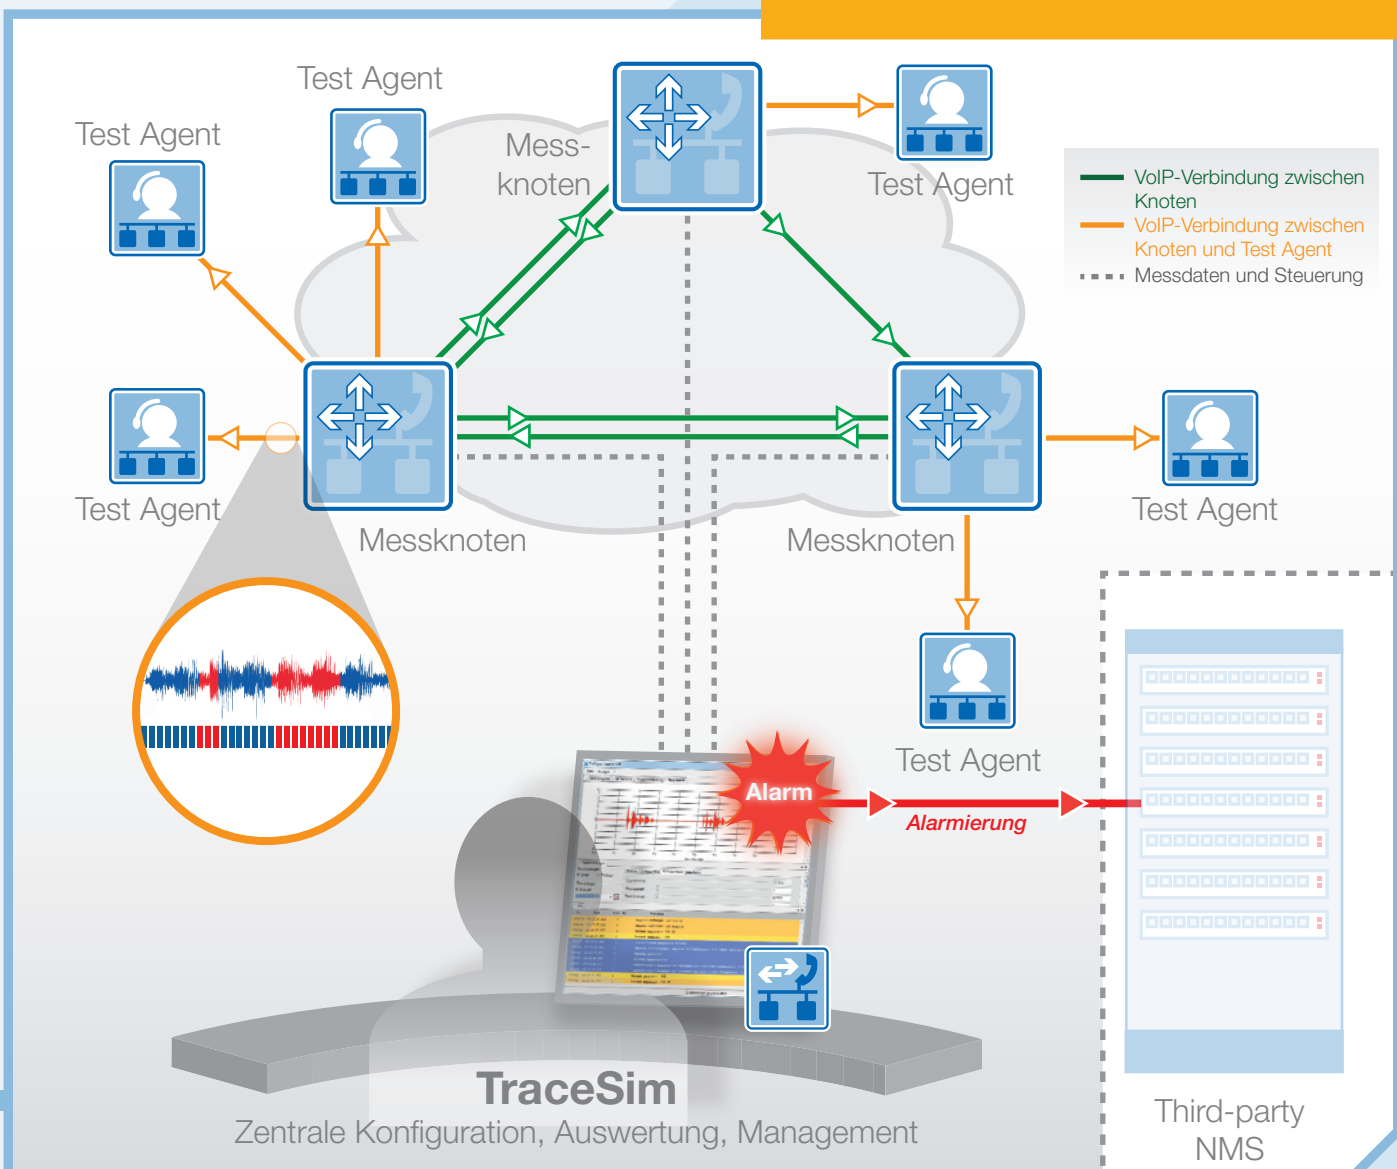 Test Agent
Test Agent
Mess-
knoten
Test Agent
VoIP-Verbindung zwischen
Knoten
VoIP-Verbindung zwischen
Knoten und Test Agent
Messdaten und Steuerung
Test Agent
Messknoten
Messknoten
Test Agent
Test Agent
Alarm
Alarmierung
TraceSim
Zentrale Konfiguration, Auswertung, Management
Third-party
NMS